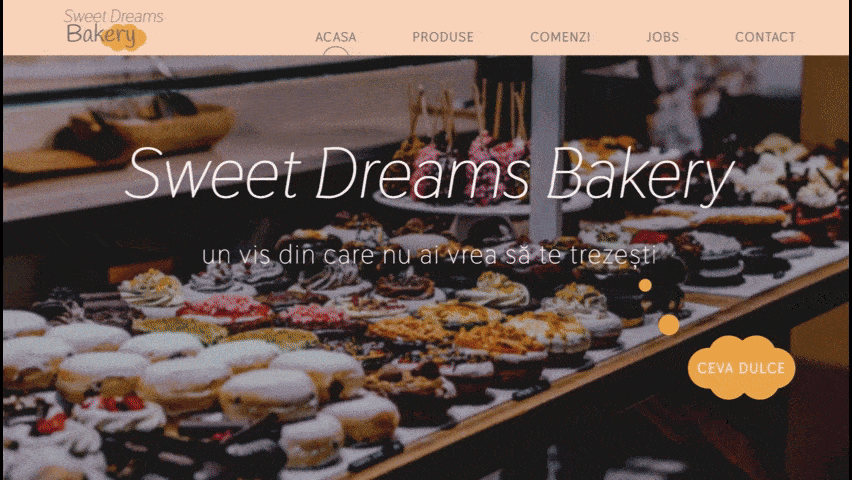 Sweet Dreams
Bakery
ACASA PRODUSE COMENZI JOBS CONTACT
Sweet Dreams Bakery
un vis din care nu ai vrea să te trezești
CEVA DULCE